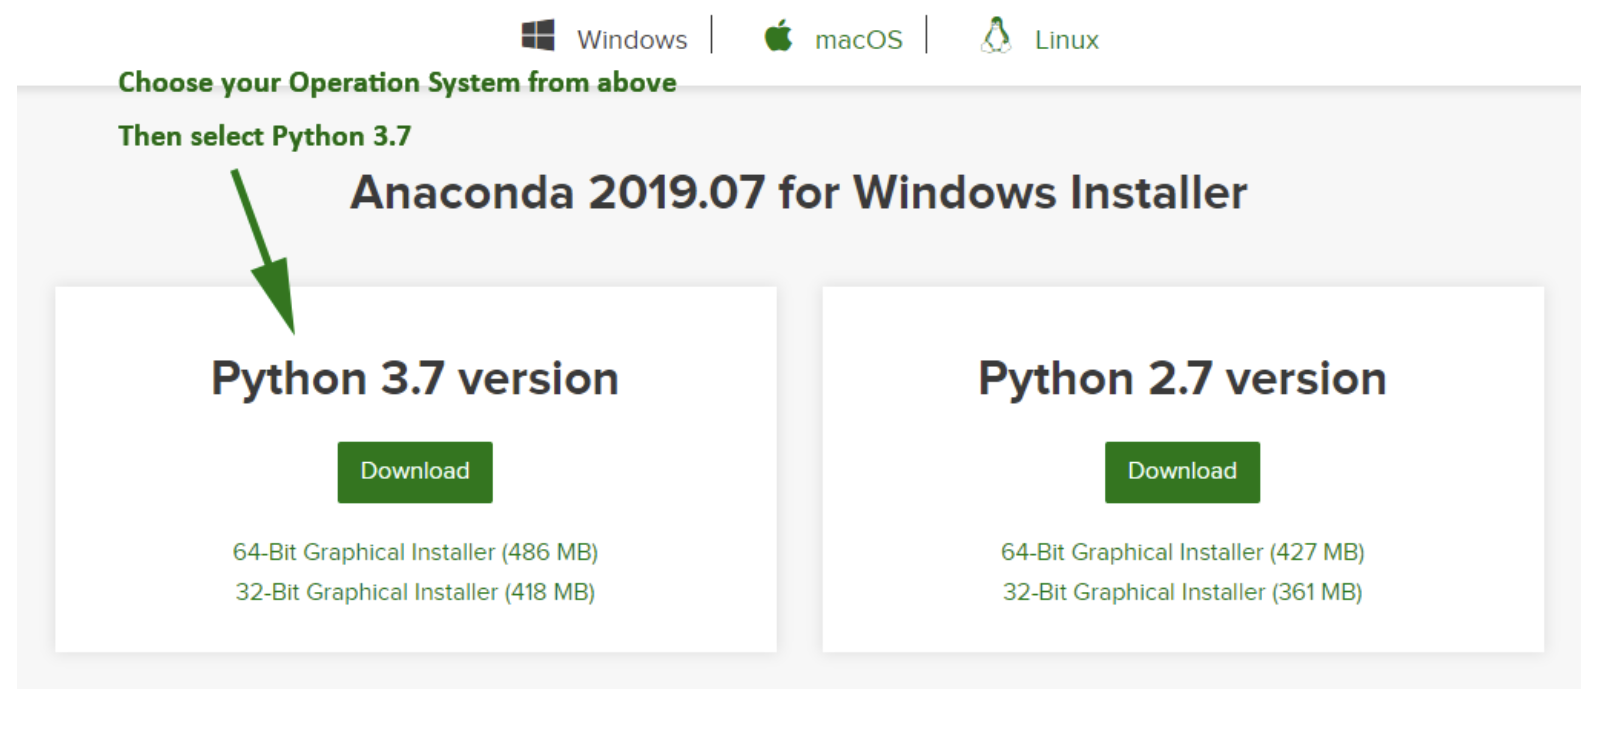 Windows | macOS | Linux
Choose your Operation System from above
Then select Python 3.7
Anaconda 2019.07 for Windows Installer
Python 3.7 version
Download
64-Bit Graphical Installer (486 MB)
32-Bit Graphical Installer (418 MB)
Python 2.7 version
Download
64-Bit Graphical Installer (427 MB)
32-Bit Graphical Installer (361 MB)